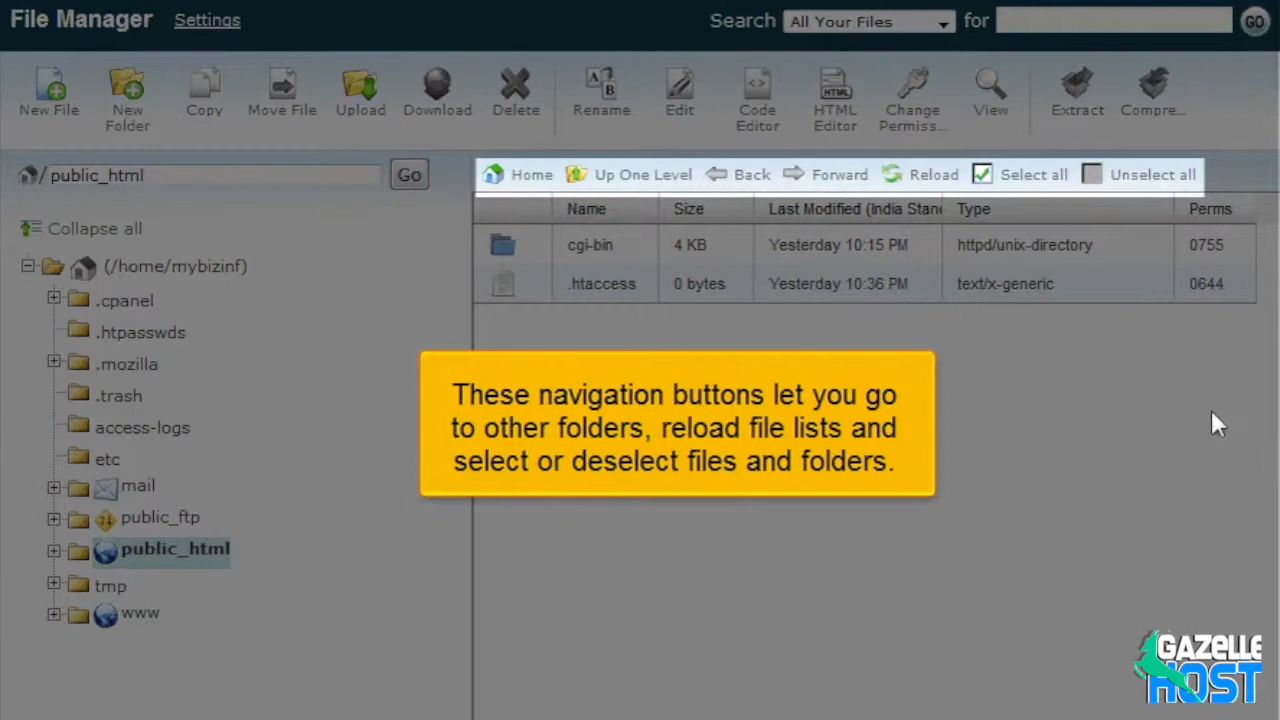 File Manager Settings Search All Your Files for GO
New File New Folder Copy Move File Upload Download Delete Rename Edit Code Editor HTML Editor Change Permiss... View Extract Compre...
/ public_html Go
Home Up One Level Back Forward Reload Select all Unselect all
Name Size Last Modified (India Stan Type Perms
cgi-bin 4 KB Yesterday 10:15 PM httpd/unix-directory 0755
.htaccess 0 bytes Yesterday 10:36 PM text/x-generic 0644
Collapse all
(/home/mybizinf)
.cpanel
.htpasswds
.mozilla
.trash
access-logs
etc
mail
public_ftp
public_html
tmp
www
These navigation buttons let you go
to other folders, reload file lists and
select or deselect files and folders.
GAZELLE
HOST